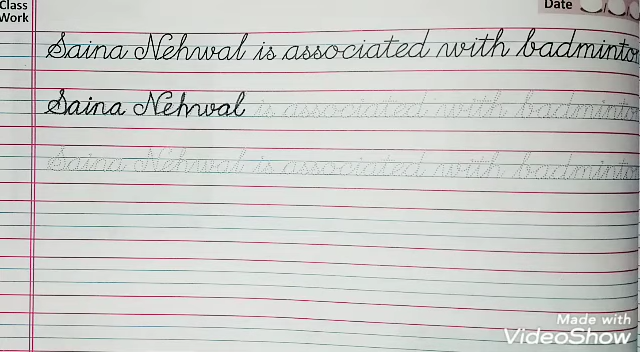 Class
Work
Date
Saina Nehwal is associated with badminton
Saina Nehwal is associated with badminton
Saina Nehwal is associated with badminton
Made with
VideoShow